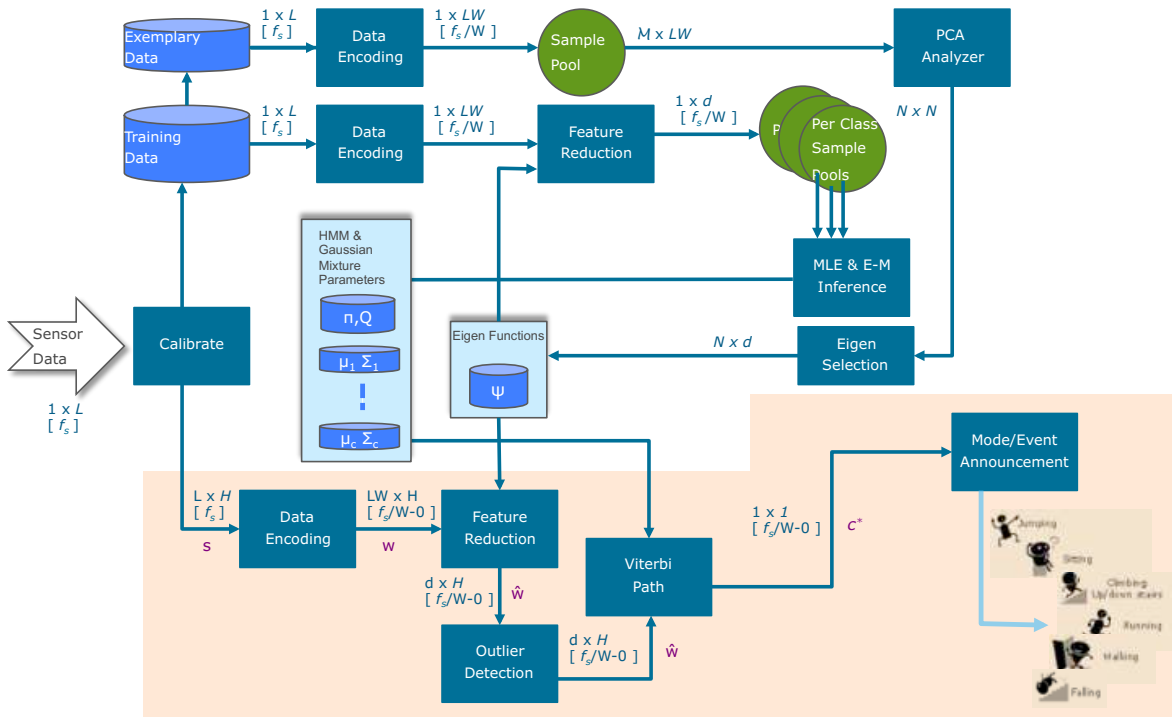 Exemplary
Data
1 x L
[ fs ]
Data
Encoding
1 x LW
[ fs/W]
Sample
Pool
M x LW
PCA
Analyzer
N x N
Training
Data
1 x L
[ fs ]
Data
Encoding
1 x LW
[ fs/W]
Feature
Reduction
1 x d
[ fs/W ]
P
Per Class
Sample
Pools
HMM &
Gaussian
Mixture
Parameters
π,Q
μ1 Σ1
μc Σc
MLE & E-M
Inference
Sensor
Data
1 x L
[ fs ]
Calibrate
Eigen Functions
Ψ
N x d
Eigen
Selection
Mode/Event
Announcement
L x H
[ fs ]
s
Data
Encoding
LW x H
[ fs/W-0 ]
w
Feature
Reduction
d x H
[ fs/W-0 ]
ŵ
Outlier
Detection
d x H
[ fs/W-0 ]
ŵ
Viterbi
Path
1 x 1
[ fs/W-0 ]
c*
Jumping
Sitting
Climbing
Up/down stairs
Running
Walking
Falling